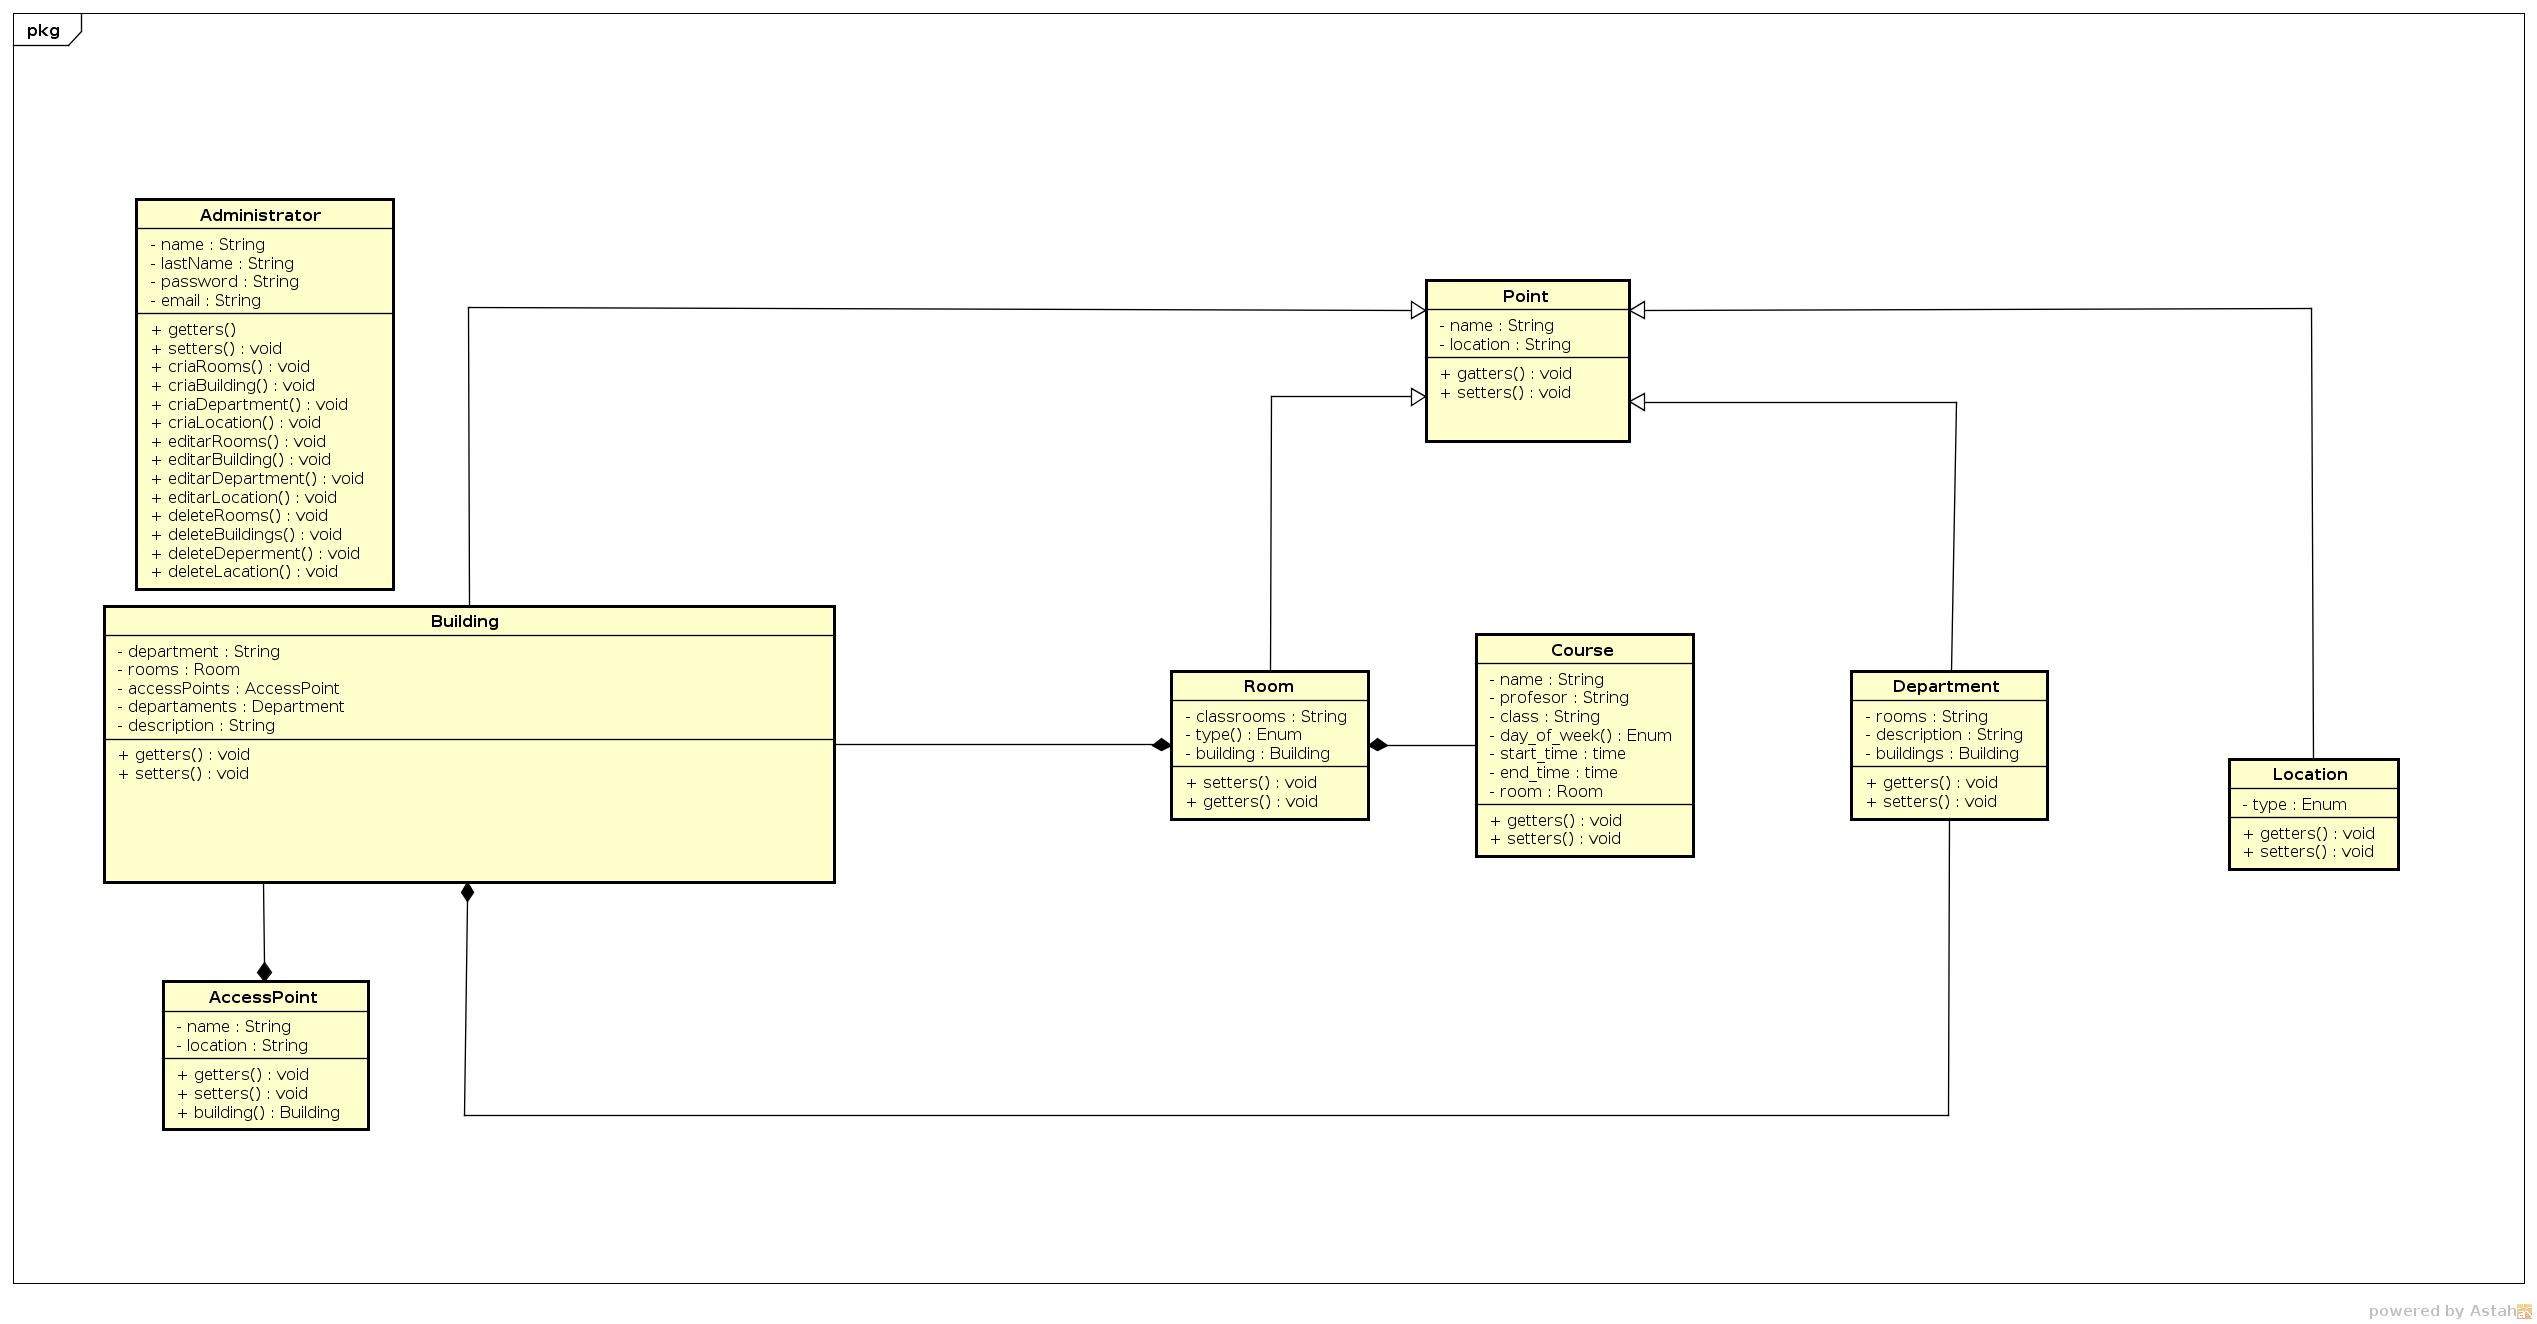 pkg
Administrator
- name : String
- lastName : String
- password : String
- email : String
+ getters()
+ setters() : void
+ criaRooms() : void
+ criaBuilding() : void
+ criaDepartment() : void
+ criaLocation() : void
+ editarRooms() : void
+ editarBuilding() : void
+ editarDepartment() : void
+ editarLocation() : void
+ deleteRooms() : void
+ deleteBuildings() : void
+ deleteDeperment() : void
+ deleteLacation() : void
Point
- name : String
- location : String
+ gatters() : void
+ setters() : void
Building
- department : String
- rooms : Room
- accessPoints : AccessPoint
- departaments : Department
- description : String
+ getters() : void
+ setters() : void
Room
- classrooms : String
- type() : Enum
- building : Building
+ setters() : void
+ getters() : void
Course
- name : String
- profesor : String
- class : String
- day_of_week() : Enum
- start_time : time
- end_time : time
- room : Room
+ getters() : void
+ setters() : void
Department
- rooms : String
- description : String
- buildings : Building
+ getters() : void
+ setters() : void
Location
- type : Enum
+ getters() : void
+ setters() : void
AccessPoint
- name : String
- location : String
+ getters() : void
+ setters() : void
+ building() : Building
powered by Astah